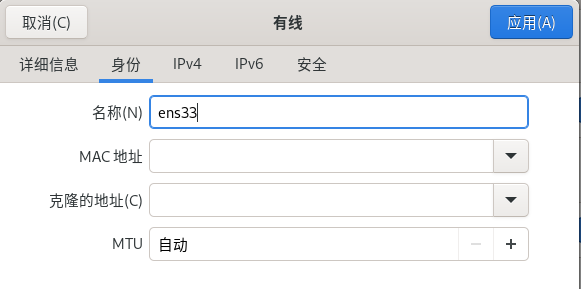 取消(C) 有线 应用(A)
详细信息 身份 IPv4 IPv6 安全
名称(N) ens33
MAC 地址
克隆的地址(C)
MTU 自动 − +